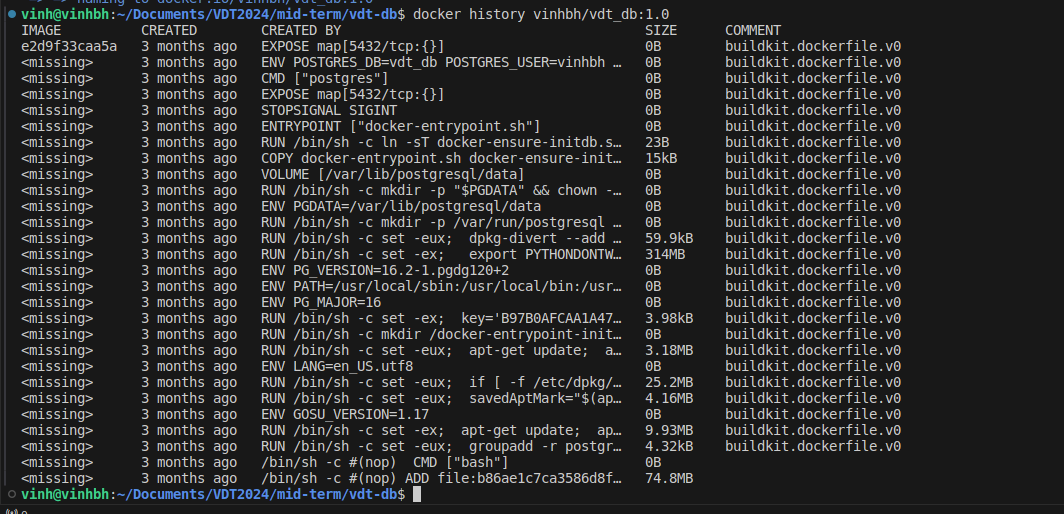 => => naming to docker.io/vinhbh/vdt_db:1.0
vinh@vinhbh:~/Documents/VDT2024/mid-term/vdt-db$ docker history vinhbh/vdt_db:1.0
IMAGE CREATED CREATED BY SIZE COMMENT
e2d9f33caa5a 3 months ago EXPOSE map[5432/tcp:{}] 0B buildkit.dockerfile.v0
<missing> 3 months ago ENV POSTGRES_DB=vdt_db POSTGRES_USER=vinhbh … 0B buildkit.dockerfile.v0
<missing> 3 months ago CMD ["postgres"] 0B buildkit.dockerfile.v0
<missing> 3 months ago EXPOSE map[5432/tcp:{}] 0B buildkit.dockerfile.v0
<missing> 3 months ago STOPSIGNAL SIGINT 0B buildkit.dockerfile.v0
<missing> 3 months ago ENTRYPOINT ["docker-entrypoint.sh"] 0B buildkit.dockerfile.v0
<missing> 3 months ago RUN /bin/sh -c ln -sT docker-ensure-initdb.s… 23B buildkit.dockerfile.v0
<missing> 3 months ago COPY docker-entrypoint.sh docker-ensure-init… 15kB buildkit.dockerfile.v0
<missing> 3 months ago VOLUME [/var/lib/postgresql/data] 0B buildkit.dockerfile.v0
<missing> 3 months ago RUN /bin/sh -c mkdir -p "$PGDATA" && chown -… 0B buildkit.dockerfile.v0
<missing> 3 months ago ENV PGDATA=/var/lib/postgresql/data 0B buildkit.dockerfile.v0
<missing> 3 months ago RUN /bin/sh -c mkdir -p /var/run/postgresql … 0B buildkit.dockerfile.v0
<missing> 3 months ago RUN /bin/sh -c set -eux; dpkg-divert --add … 59.9kB buildkit.dockerfile.v0
<missing> 3 months ago RUN /bin/sh -c set -ex; export PYTHONDONTW… 314MB buildkit.dockerfile.v0
<missing> 3 months ago ENV PG_VERSION=16.2-1.pgdg120+2 0B buildkit.dockerfile.v0
<missing> 3 months ago ENV PATH=/usr/local/sbin:/usr/local/bin:/usr… 0B buildkit.dockerfile.v0
<missing> 3 months ago ENV PG_MAJOR=16 0B buildkit.dockerfile.v0
<missing> 3 months ago RUN /bin/sh -c set -ex; key='B97B0AFCAA1A47… 3.98kB buildkit.dockerfile.v0
<missing> 3 months ago RUN /bin/sh -c mkdir /docker-entrypoint-init… 0B buildkit.dockerfile.v0
<missing> 3 months ago RUN /bin/sh -c set -eux; apt-get update; a… 3.18MB buildkit.dockerfile.v0
<missing> 3 months ago ENV LANG=en_US.utf8 0B buildkit.dockerfile.v0
<missing> 3 months ago RUN /bin/sh -c set -eux; if [ -f /etc/dpkg/… 25.2MB buildkit.dockerfile.v0
<missing> 3 months ago RUN /bin/sh -c set -eux; savedAptMark="$(ap… 4.16MB buildkit.dockerfile.v0
<missing> 3 months ago ENV GOSU_VERSION=1.17 0B buildkit.dockerfile.v0
<missing> 3 months ago RUN /bin/sh -c set -ex; apt-get update; ap… 9.93MB buildkit.dockerfile.v0
<missing> 3 months ago RUN /bin/sh -c set -eux; groupadd -r postgr… 4.32kB buildkit.dockerfile.v0
<missing> 3 months ago /bin/sh -c #(nop) CMD ["bash"] 0B
<missing> 3 months ago /bin/sh -c #(nop) ADD file:b86ae1c7ca3586d8f… 74.8MB
vinh@vinhbh:~/Documents/VDT2024/mid-term/vdt-db$